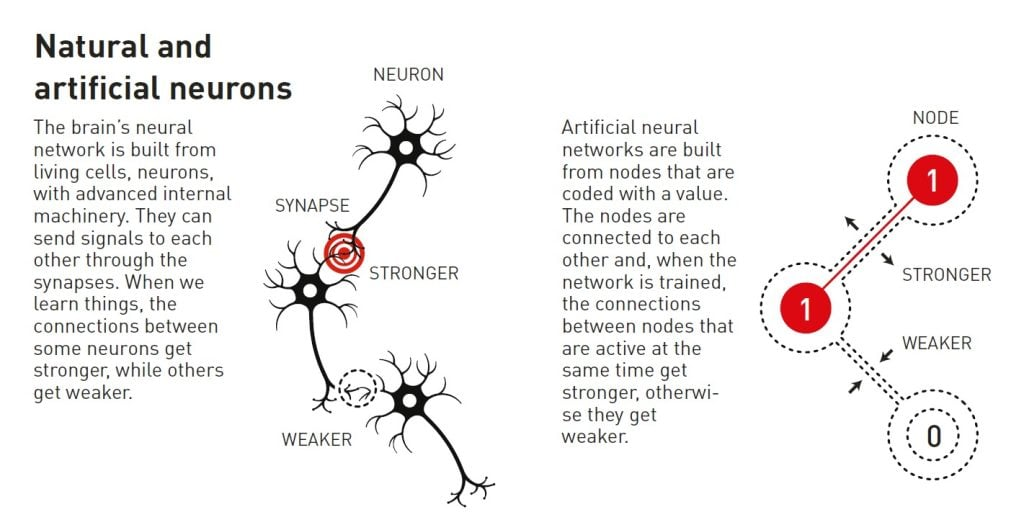 Natural and
artificial neurons
The brain’s neural
network is built from
living cells, neurons,
with advanced internal
machinery. They can
send signals to each
other through the
synapses. When we
learn things, the
connections between
some neurons get
stronger, while others
get weaker.
NEURON
SYNAPSE
STRONGER
WEAKER
Artificial neural
networks are built
from nodes that are
coded with a value.
The nodes are
connected to each
other and, when the
network is trained,
the connections
between nodes that
are active at the
same time get
stronger, otherwi-
se they get
weaker.
NODE
1
STRONGER
1
WEAKER
0